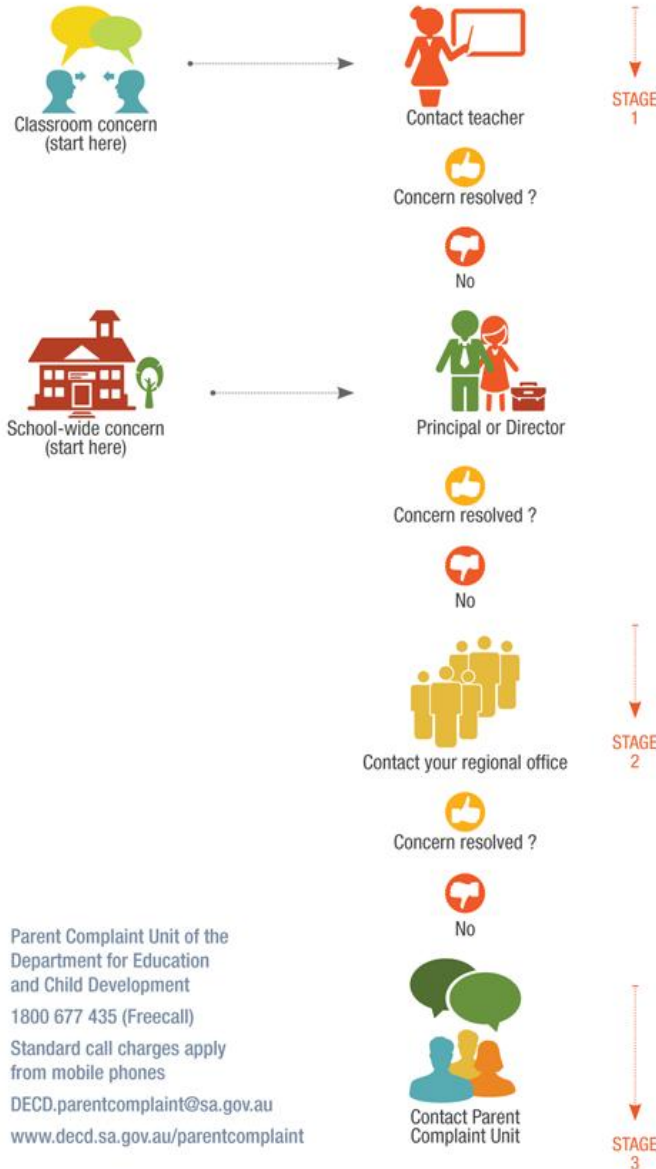 Classroom concern
(start here)
Contact teacher
STAGE
1
Concern resolved ?
No
School-wide concern
(start here)
Principal or Director
Concern resolved ?
No
Contact your regional office
STAGE
2
Concern resolved ?
No
Parent Complaint Unit of the
Department for Education
and Child Development
1800 677 435 (Freecall)
Standard call charges apply
from mobile phones
DECD.parentcomplaint@sa.gov.au
www.decd.sa.gov.au/parentcomplaint
Contact Parent
Complaint Unit
STAGE
3